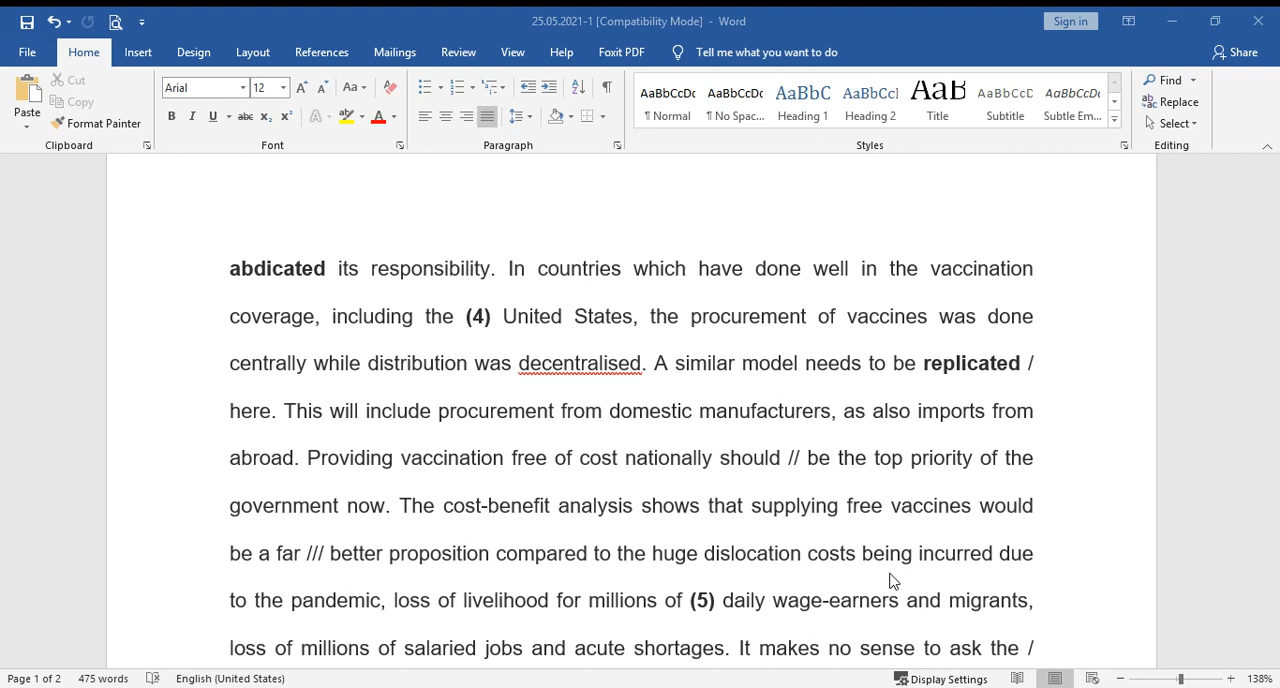 25.05.2021-1 [Compatibility Mode] - Word
Sign in
File Home Insert Design Layout References Mailings Review View Help Foxit PDF Tell me what you want to do Share
Paste
Cut
Copy
Format Painter
Clipboard
Arial 12
Font
Paragraph
AaBbCcDc ¶ Normal
AaBbCcDc ¶ No Spac...
AaBbC Heading 1
AaBbCcI Heading 2
AaB Title
AaBbCcD Subtitle
AaBbCcDc Subtle Em...
Styles
Find
Replace
Select
Editing
abdicated its responsibility. In countries which have done well in the vaccination
coverage, including the (4) United States, the procurement of vaccines was done
centrally while distribution was decentralised. A similar model needs to be replicated /
here. This will include procurement from domestic manufacturers, as also imports from
abroad. Providing vaccination free of cost nationally should // be the top priority of the
government now. The cost-benefit analysis shows that supplying free vaccines would
be a far /// better proposition compared to the huge dislocation costs being incurred due
to the pandemic, loss of livelihood for millions of (5) daily wage-earners and migrants,
loss of millions of salaried jobs and acute shortages. It makes no sense to ask the /
Page 1 of 2 475 words English (United States) Display Settings 138%